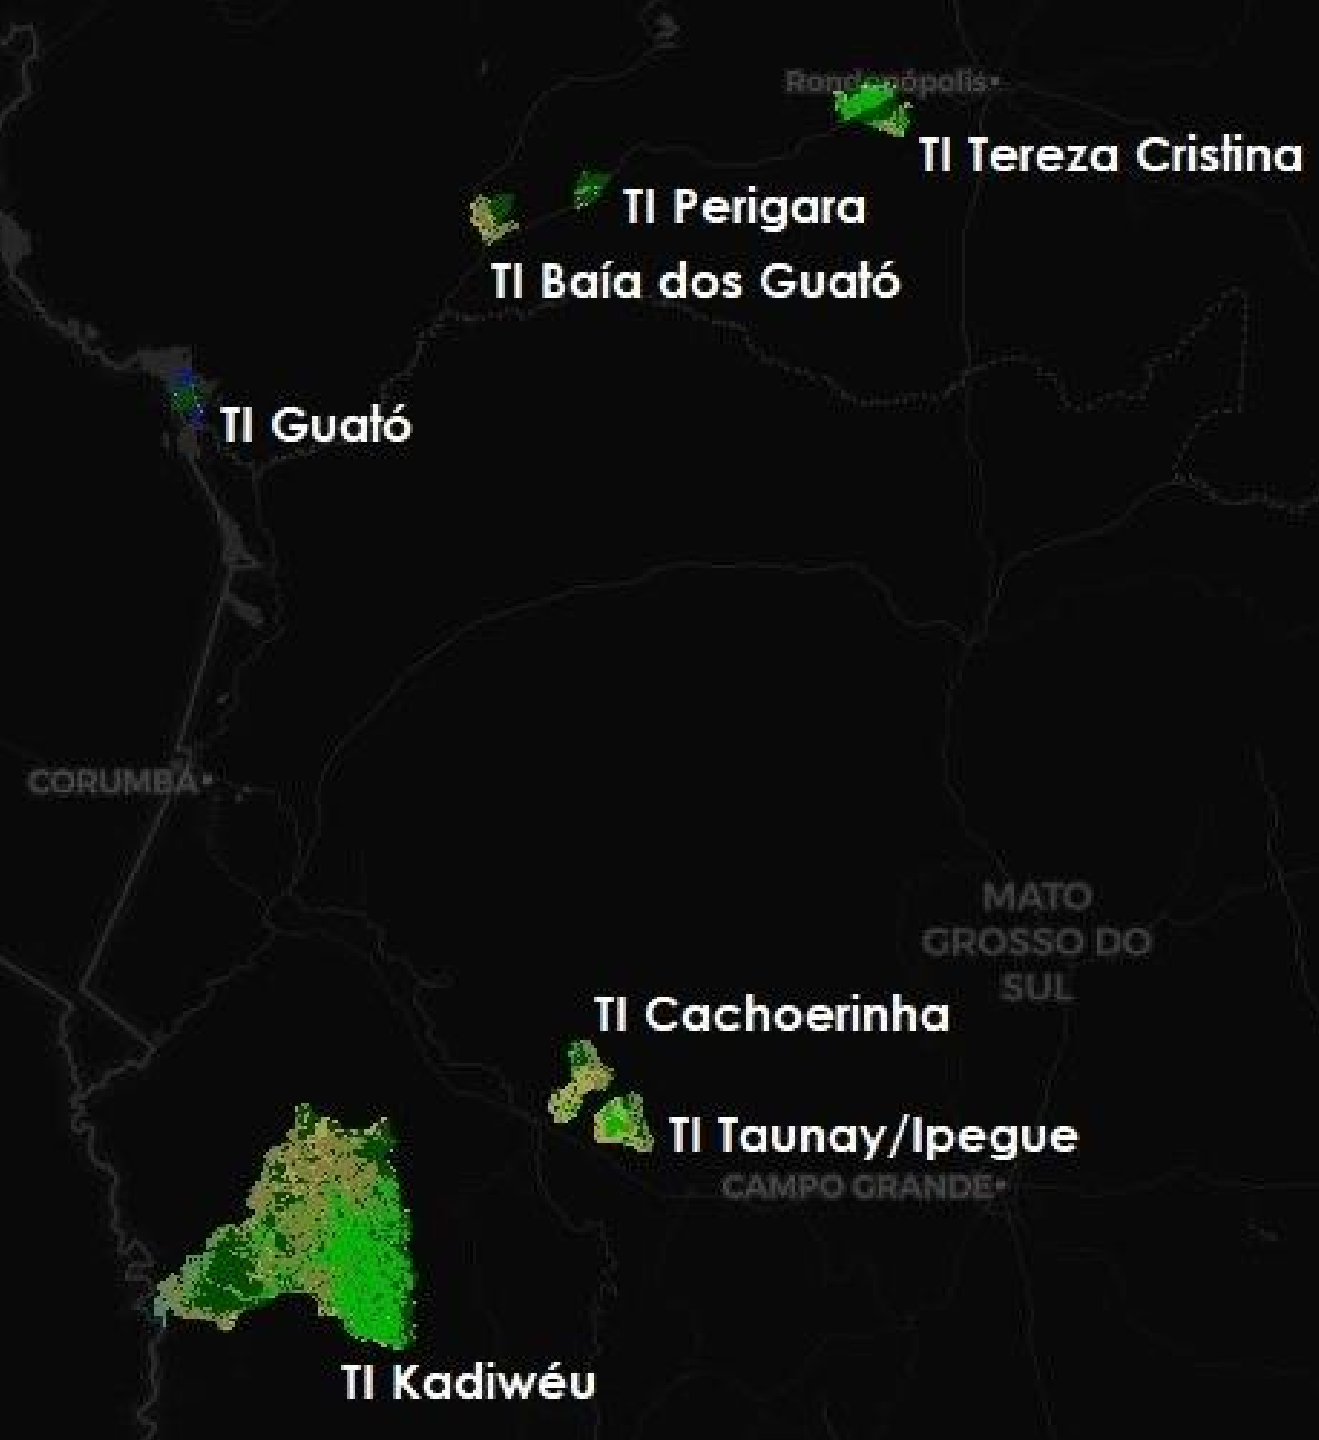 Rondonópolis
TI Tereza Cristina
TI Perigara
TI Baía dos Guató
TI Guató
CORUMBÁ
MATO
GROSSO DO
SUL
TI Cachoerinha
TI Taunay/Ipegue
CAMPO GRANDE
TI Kadiwéu